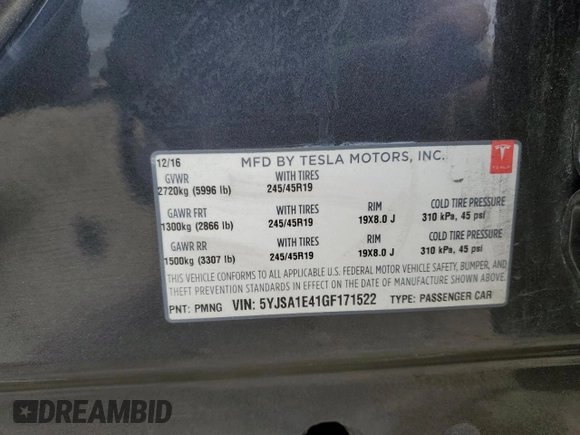 12/16 MFD BY TESLA MOTORS, INC. TESLA
GVWR WITH TIRES
2720kg (5996 lb) 245/45R19
GAWR FRT WITH TIRES RIM COLD TIRE PRESSURE
1300kg (2866 lb) 245/45R19 19X8.0 J 310 kPa, 45 psi
GAWR RR WITH TIRES RIM COLD TIRE PRESSURE
1500kg (3307 lb) 245/45R19 19X8.0 J 310 kPa, 45 psi
THIS VEHICLE CONFORMS TO ALL APPLICABLE U.S. FEDERAL MOTOR VEHICLE SAFETY, BUMPER, AND
THEFT PREVENTION STANDARDS IN EFFECT ON THE DATE OF MANUFACTURE SHOWN ABOVE.
PNT: PMNG VIN: 5YJSA1E41GF171522 TYPE: PASSENGER CAR
DREAMBID